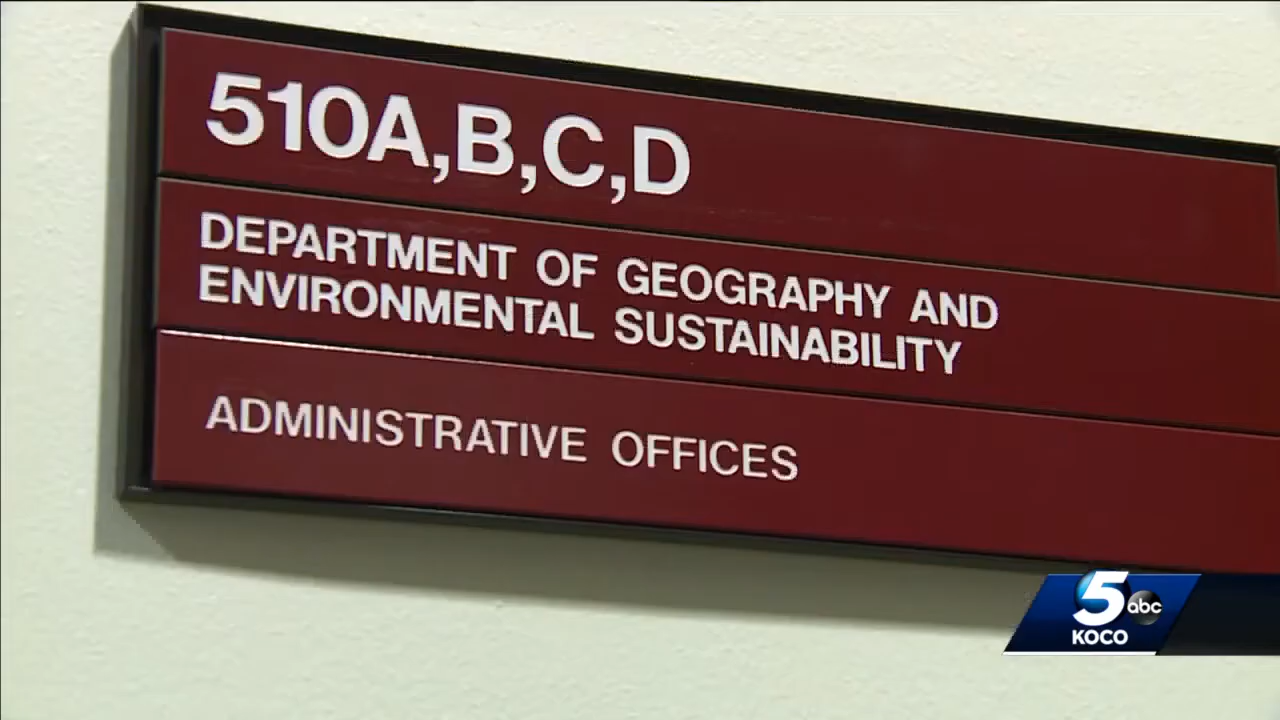 510A,B,C,D
DEPARTMENT OF GEOGRAPHY AND
ENVIRONMENTAL SUSTAINABILITY
ADMINISTRATIVE OFFICES
5 abc
KOCO